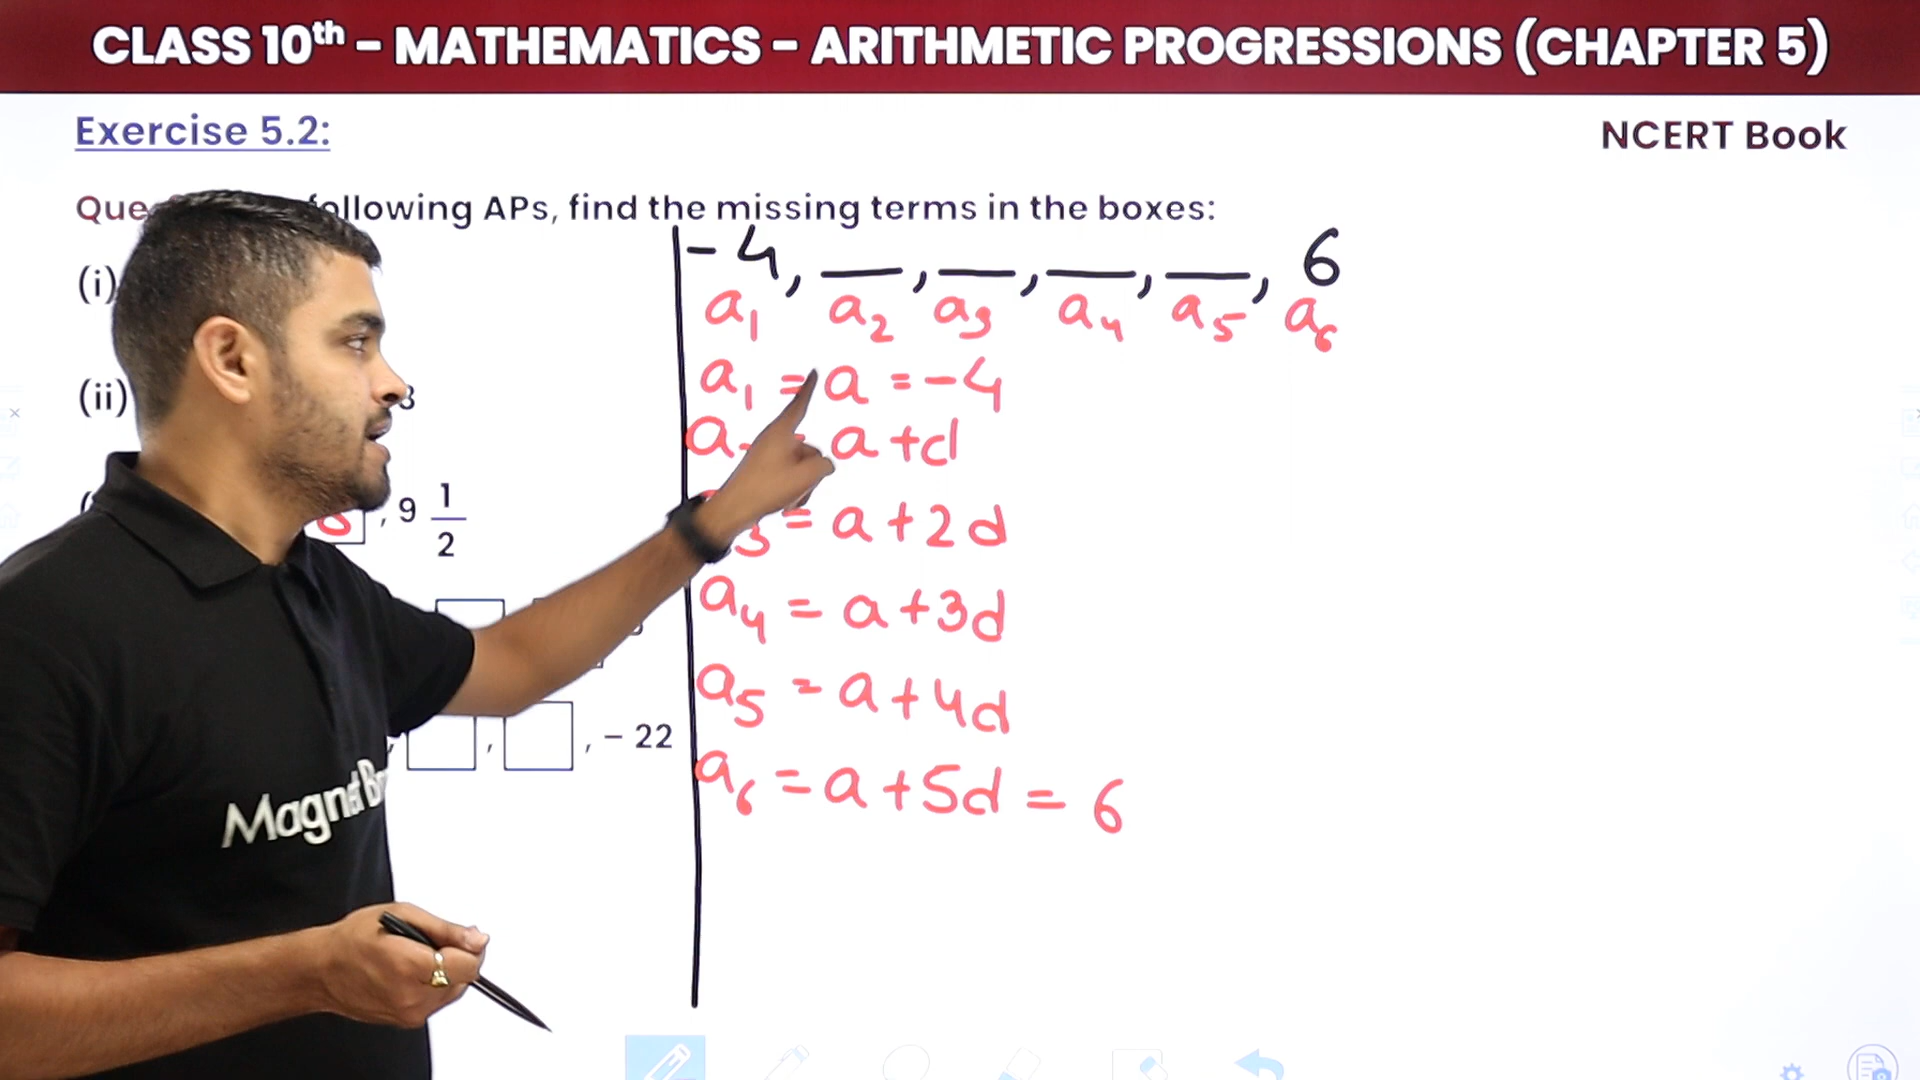 CLASS 10th – MATHEMATICS – ARITHMETIC PROGRESSIONS (CHAPTER 5)
Exercise 5.2:
NCERT Book
following APs, find the missing terms in the boxes:
(i)
(ii)
, 9 1/2
, , – 22
– 4, __, __, __, __, 6
a₁ a₂ a₃ a₄ a₅ a₆
a₁ = a = –4
a = a + d
₃ = a + 2d
a₄ = a + 3d
a₅ = a + 4d
a₆ = a + 5d = 6
Magnet